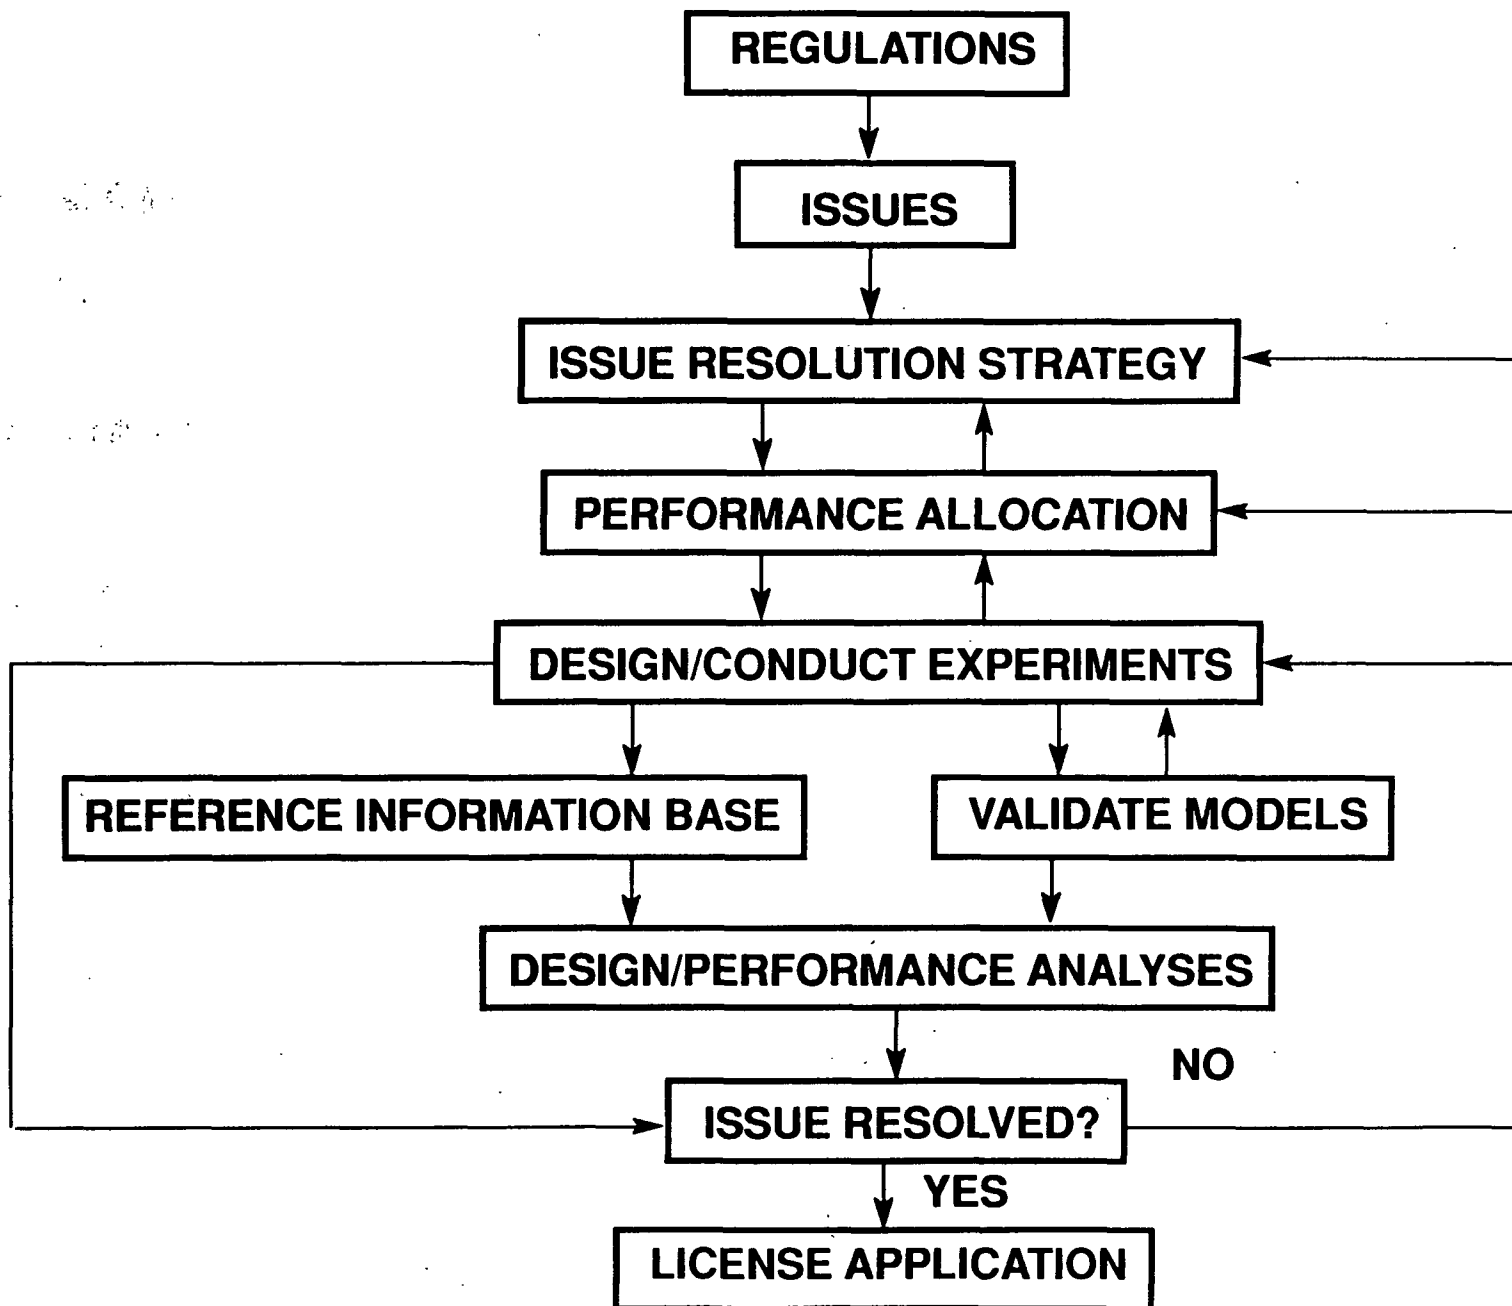 REGULATIONS
ISSUES
ISSUE RESOLUTION STRATEGY
PERFORMANCE ALLOCATION
DESIGN/CONDUCT EXPERIMENTS
REFERENCE INFORMATION BASE
VALIDATE MODELS
DESIGN/PERFORMANCE ANALYSES
NO
ISSUE RESOLVED?
YES
LICENSE APPLICATION